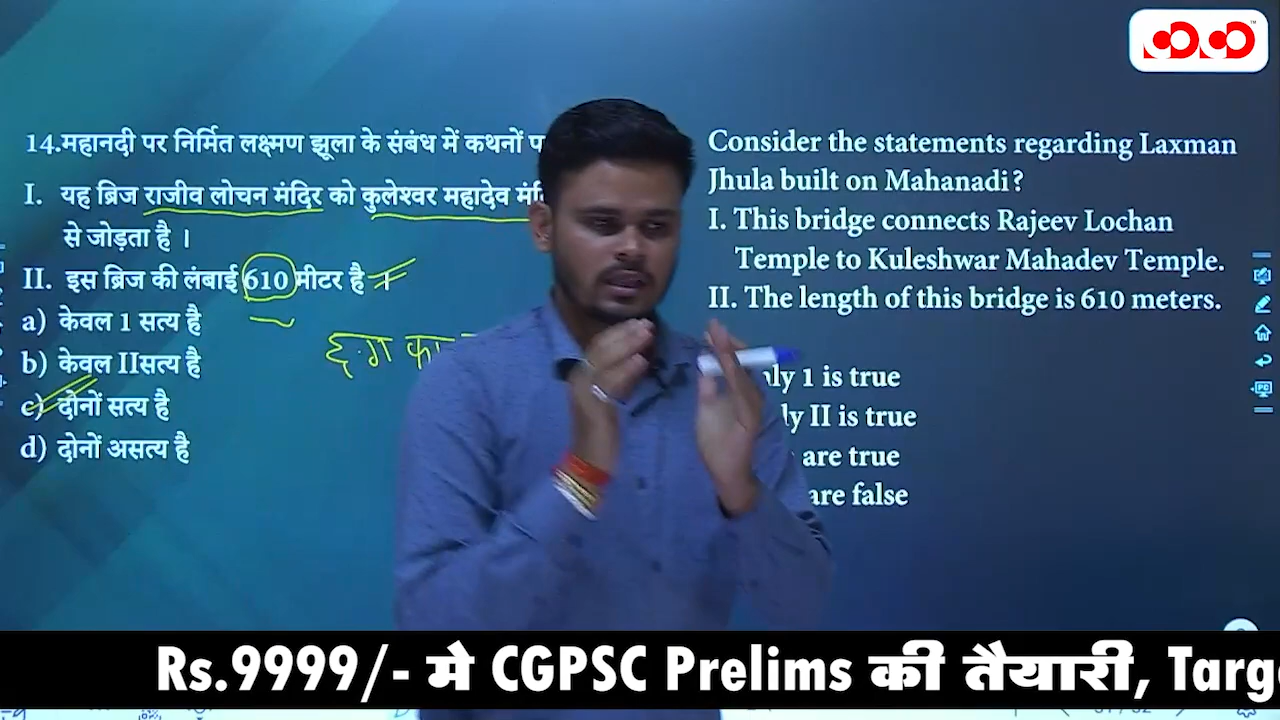 14.महानदी पर निर्मित लक्ष्मण झूला के संबंध में कथनों
I. यह ब्रिज राजीव लोचन मंदिर को कुलेश्वर महादेव
से जोड़ता है ।
II. इस ब्रिज की लंबाई 610 मीटर है ।
a) केवल 1 सत्य है
b) केवल IIसत्य है
c) दोनों सत्य है
d) दोनों असत्य है
छ.ग का
Consider the statements regarding Laxman
Jhula built on Mahanadi?
I. This bridge connects Rajeev Lochan
Temple to Kuleshwar Mahadev Temple.
II. The length of this bridge is 610 meters.
1 is true
II is true
are true
are false
Rs.9999/- मे CGPSC Prelims की तैयारी,